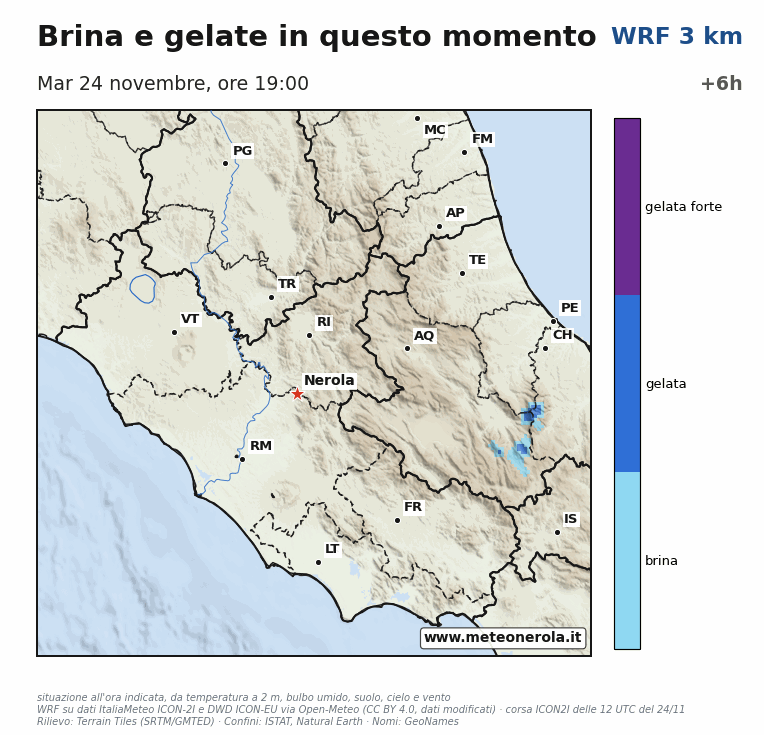 Brina e gelate in questo momento WRF 3 km
Mar 24 novembre, ore 19:00 +6h
MC
FM
PG
AP
TE
TR
PE
VT
RI
AQ
CH
Nerola
RM
FR
IS
LT
www.meteonerola.it
gelata forte
gelata
brina
situazione all'ora indicata, da temperatura a 2 m, bulbo umido, suolo, cielo e vento
WRF su dati ItaliaMeteo ICON-2I e DWD ICON-EU via Open-Meteo (CC BY 4.0, dati modificati) · corsa ICON2I delle 12 UTC del 24/11
Rilievo: Terrain Tiles (SRTM/GMTED) · Confini: ISTAT, Natural Earth · Nomi: GeoNames